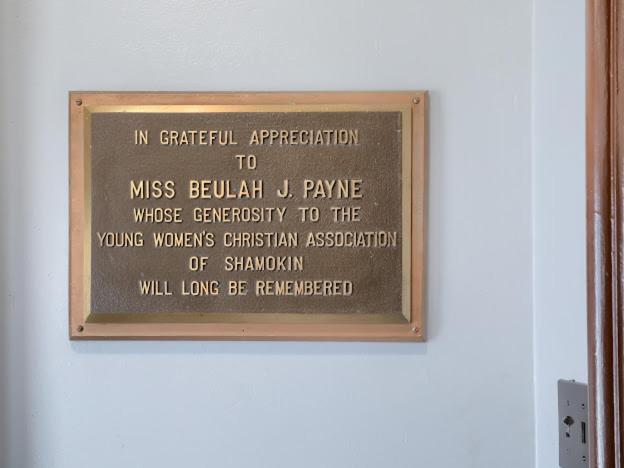 IN GRATEFUL APPRECIATION
TO
MISS BEULAH J. PAYNE
WHOSE GENEROSITY TO THE
YOUNG WOMEN'S CHRISTIAN ASSOCIATION
OF SHAMOKIN
WILL LONG BE REMEMBERED